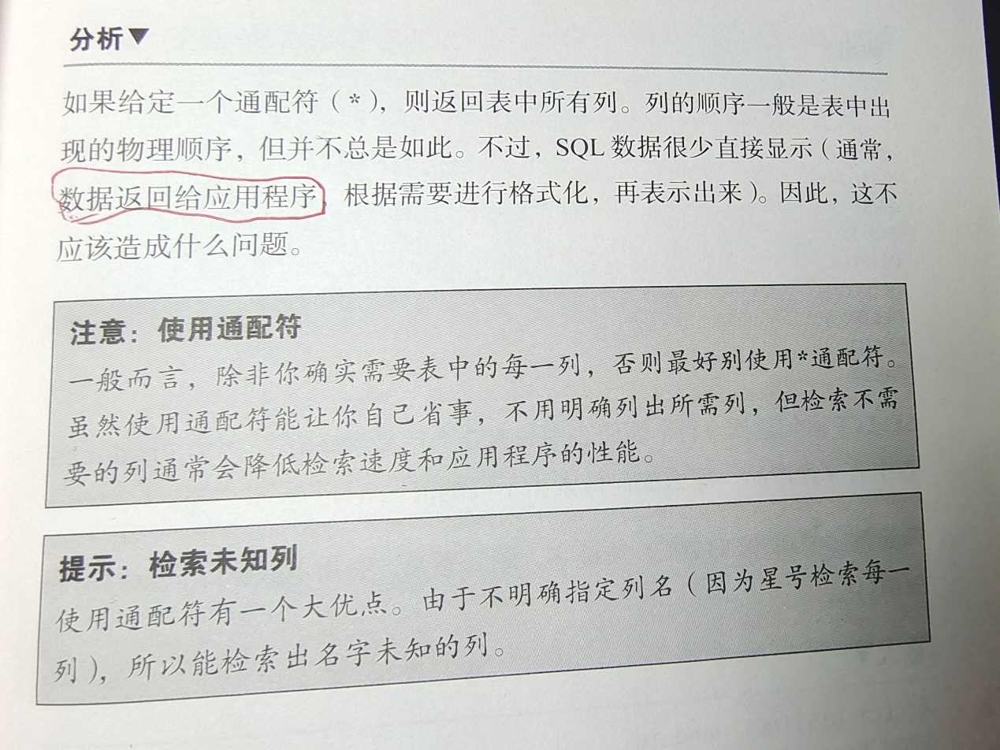 分析▼
如果给定一个通配符（*），则返回表中所有列。列的顺序一般是表中出
现的物理顺序，但并不总是如此。不过，SQL 数据很少直接显示（通常，
数据返回给应用程序，根据需要进行格式化，再表示出来）。因此，这不
应该造成什么问题。
注意：使用通配符
一般而言，除非你确实需要表中的每一列，否则最好别使用*通配符。
虽然使用通配符能让你自己省事，不用明确列出所需列，但检索不需
要的列通常会降低检索速度和应用程序的性能。
提示：检索未知列
使用通配符有一个大优点。由于不明确指定列名（因为星号检索每一
列），所以能检索出名字未知的列。